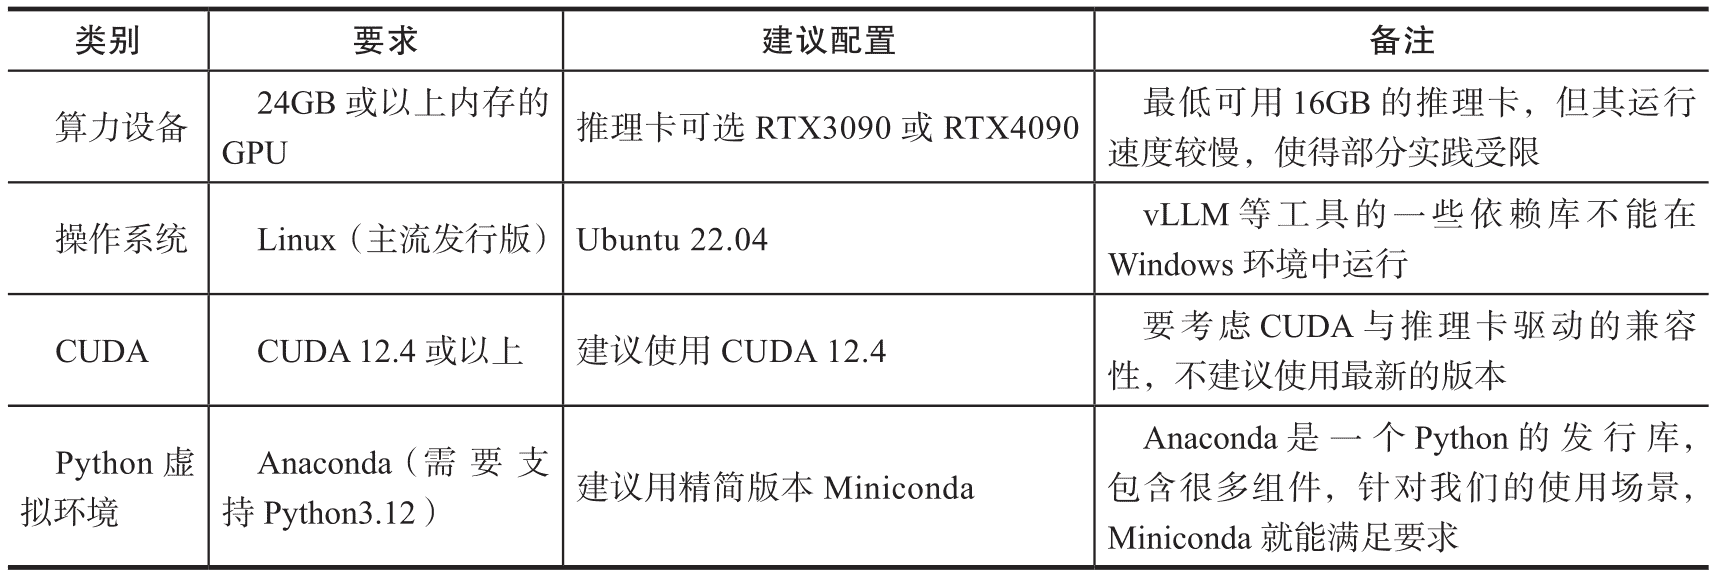 类别 要求 建议配置 备注
算力设备
24GB 或以上内存的
GPU
推理卡可选 RTX3090 或 RTX4090
最低可用 16GB 的推理卡，但其运行
速度较慢，使得部分实践受限
操作系统
Linux（主流发行版）
Ubuntu 22.04
vLLM 等工具的一些依赖库不能在
Windows 环境中运行
CUDA
CUDA 12.4 或以上
建议使用 CUDA 12.4
要考虑 CUDA 与推理卡驱动的兼容
性，不建议使用最新的版本
Python 虚
拟环境
Anaconda（需要支
持 Python3.12）
建议用精简版本 Miniconda
Anaconda 是一个 Python 的发行库，
包含很多组件，针对我们的使用场景，
Miniconda 就能满足要求